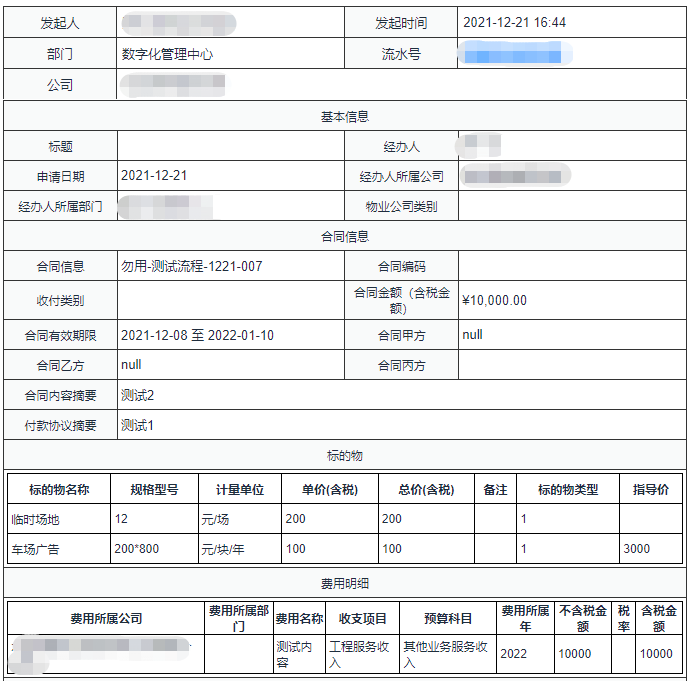 发起人 发起时间 2021-12-21 16:44
部门 数字化管理中心 流水号
公司
基本信息
标题 经办人
申请日期 2021-12-21 经办人所属公司
经办人所属部门 物业公司类别
合同信息
合同信息 勿用-测试流程-1221-007 合同编码
收付类别 合同金额（含税金
额） ¥10,000.00
合同有效期限 2021-12-08 至 2022-01-10 合同甲方 null
合同乙方 null 合同丙方
合同内容摘要 测试2
付款协议摘要 测试1
标的物
标的物名称 规格型号 计量单位 单价(含税) 总价(含税) 备注 标的物类型 指导价
临时场地 12 元/场 200 200 1
车场广告 200*800 元/块/年 100 100 1 3000
费用明细
费用所属公司 费用所属部
门 费用名称 收支项目 预算科目 费用所属
年 不含税金
额 税
率 含税金
额
测试内
容 工程服务收
入 其他业务服务收
入 2022 10000 10000